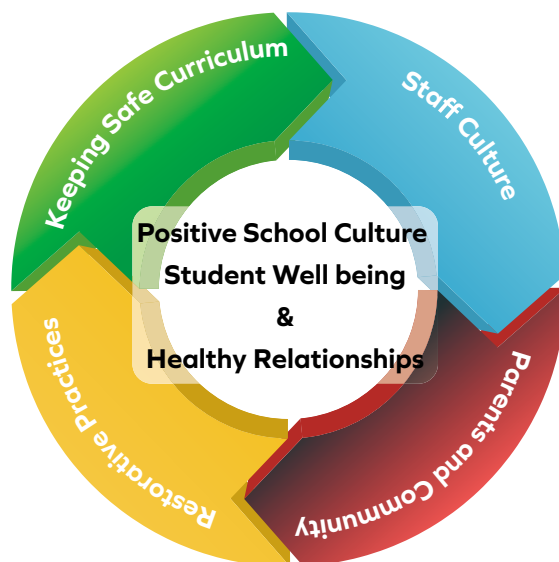 Keeping Safe Curriculum
Staff Culture
Positive School Culture
Student Well being
&
Healthy Relationships
Restorative Practices
Parents and Community